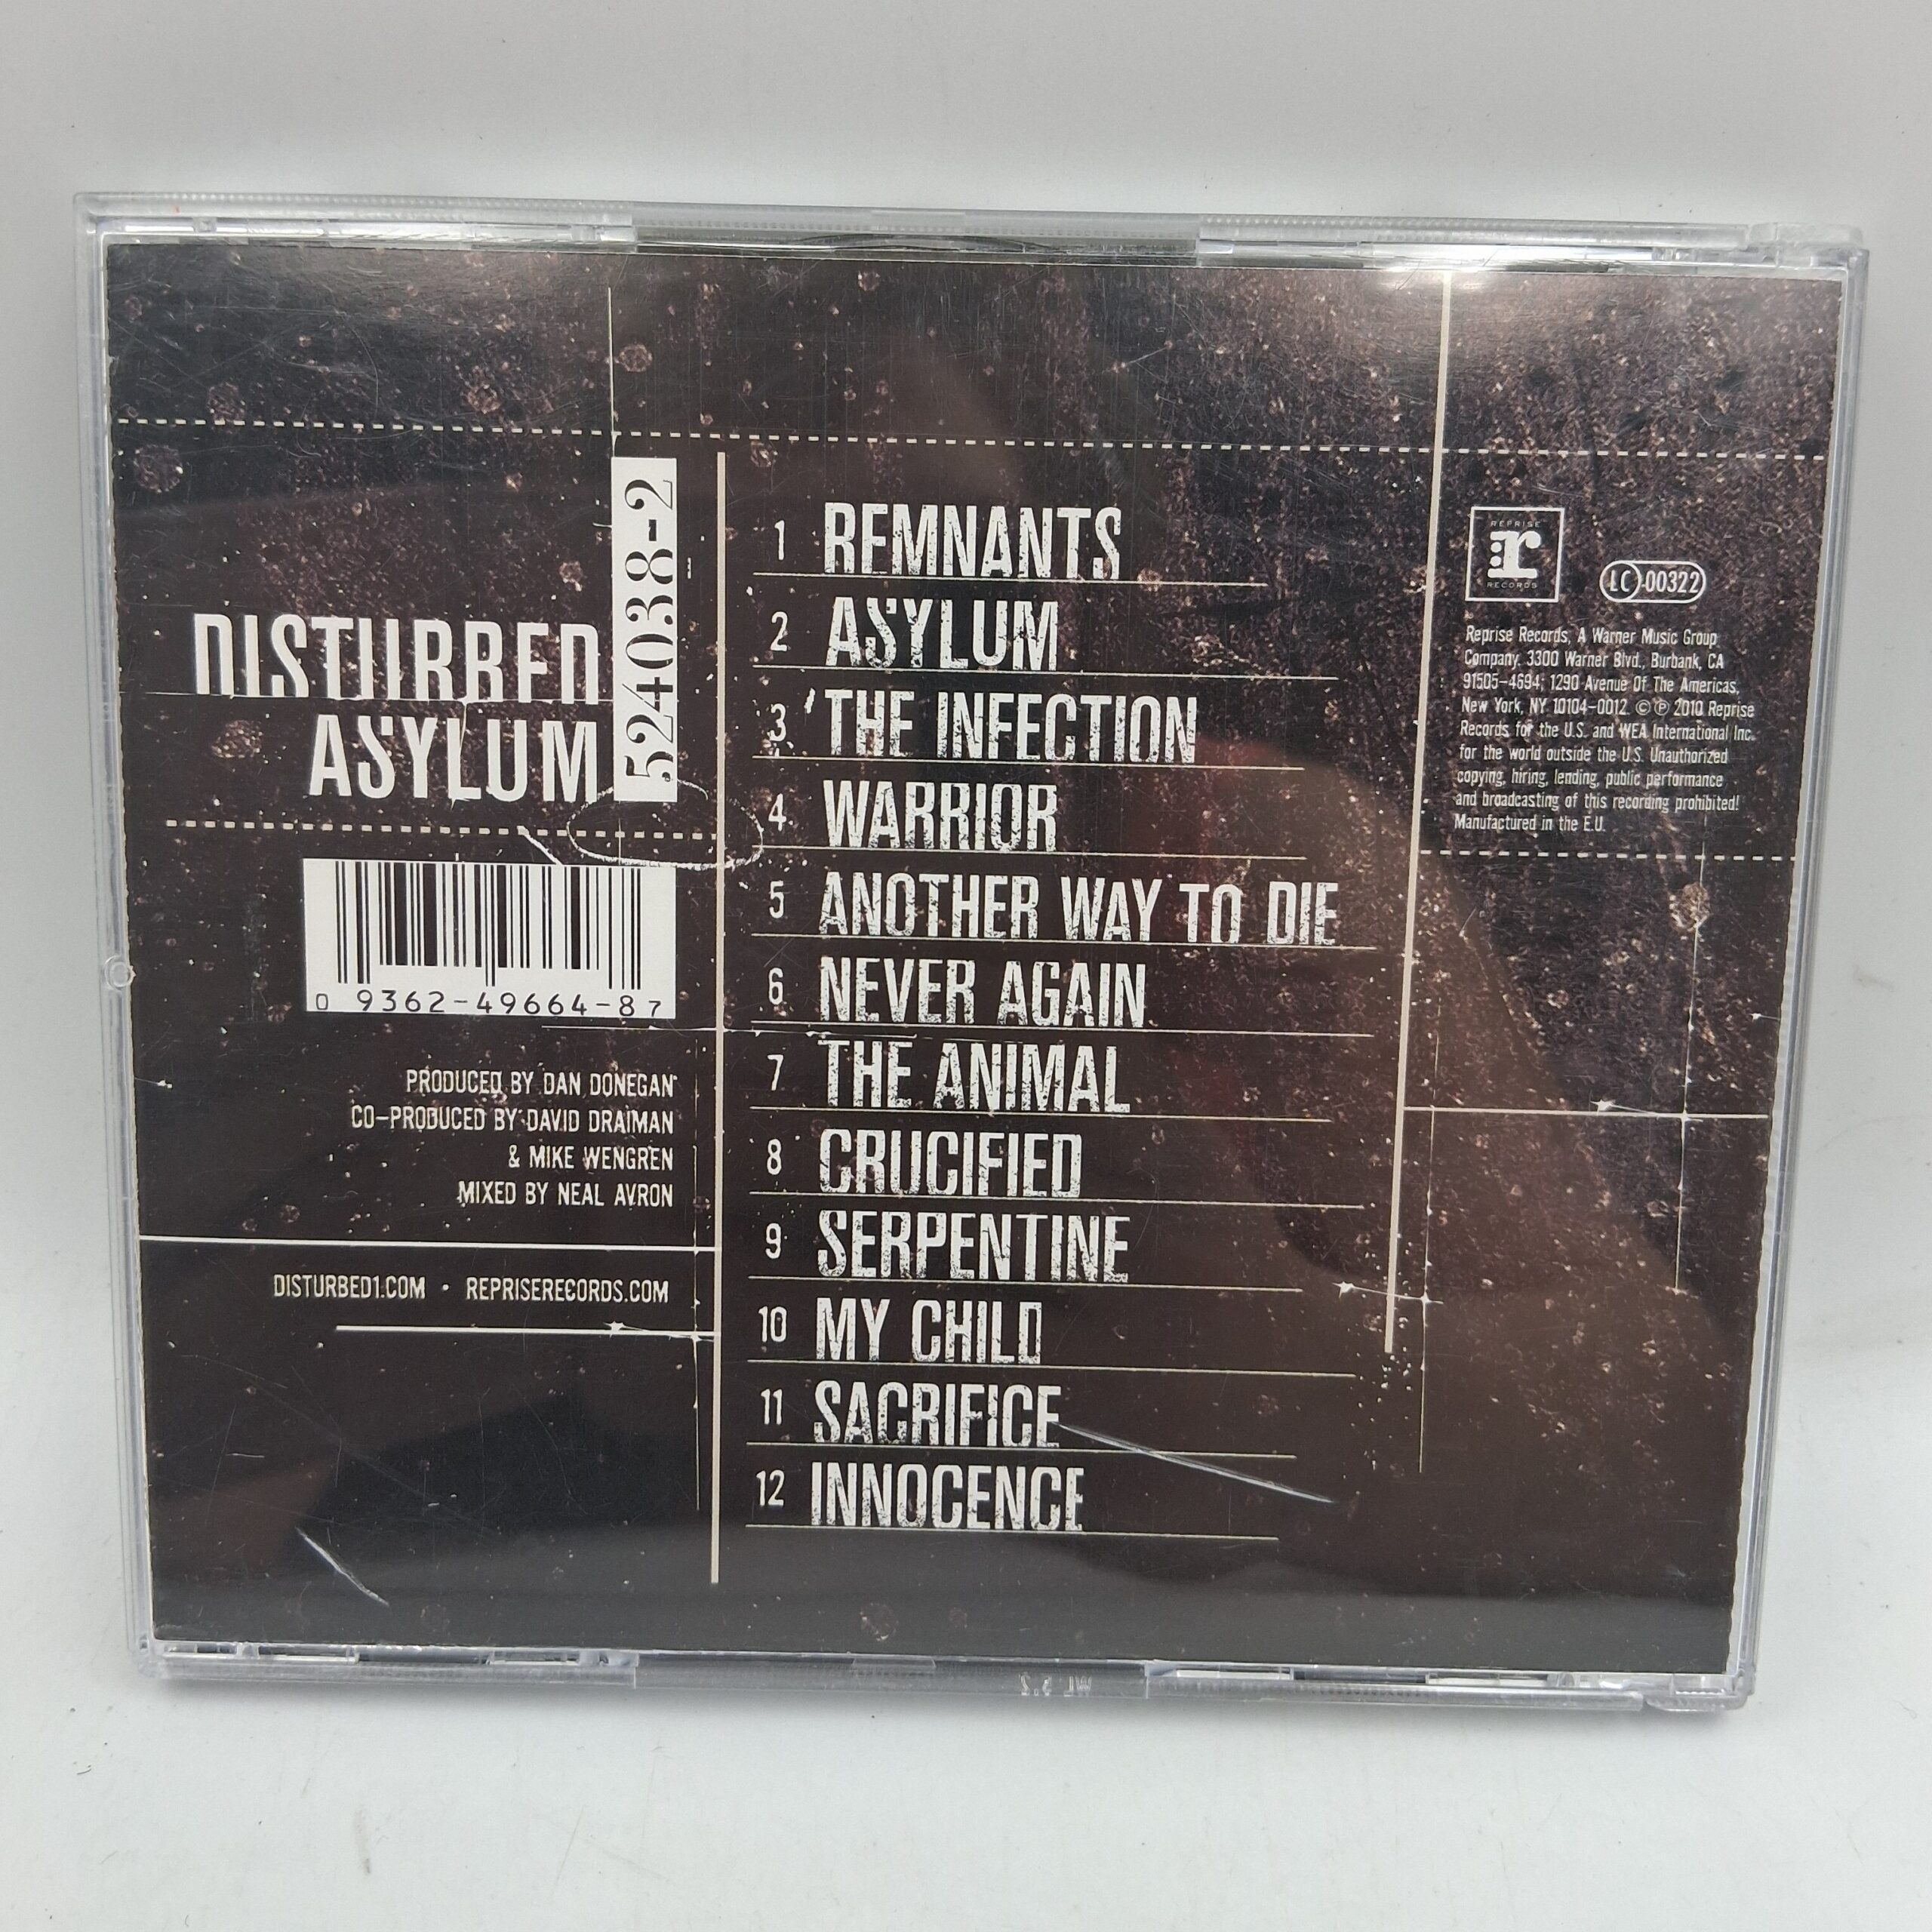 DISTURBED
ASYLUM
524038-2
0 9362-49664-8 7
PRODUCED BY DAN DONEGAN
CO-PRODUCED BY DAVID DRAIMAN
& MIKE WENGREN
MIXED BY NEAL AVRON
DISTURBED1.COM • REPRISERECORDS.COM
1 REMNANTS
2 ASYLUM
3 THE INFECTION
4 WARRIOR
5 ANOTHER WAY TO DIE
6 NEVER AGAIN
7 THE ANIMAL
8 CRUCIFIED
9 SERPENTINE
10 MY CHILD
11 SACRIFICE
12 INNOCENCE
REPRISE
:r
RECORDS
LC 00322
Reprise Records, A Warner Music Group
Company. 3300 Warner Blvd., Burbank, CA
91505-4694; 1290 Avenue Of The Americas,
New York, NY 10104-0012. © ℗ 2010 Reprise
Records for the U.S. and WEA International Inc.
for the world outside the U.S. Unauthorized
copying, hiring, lending, public performance
and broadcasting of this recording prohibited!
Manufactured in the E.U.